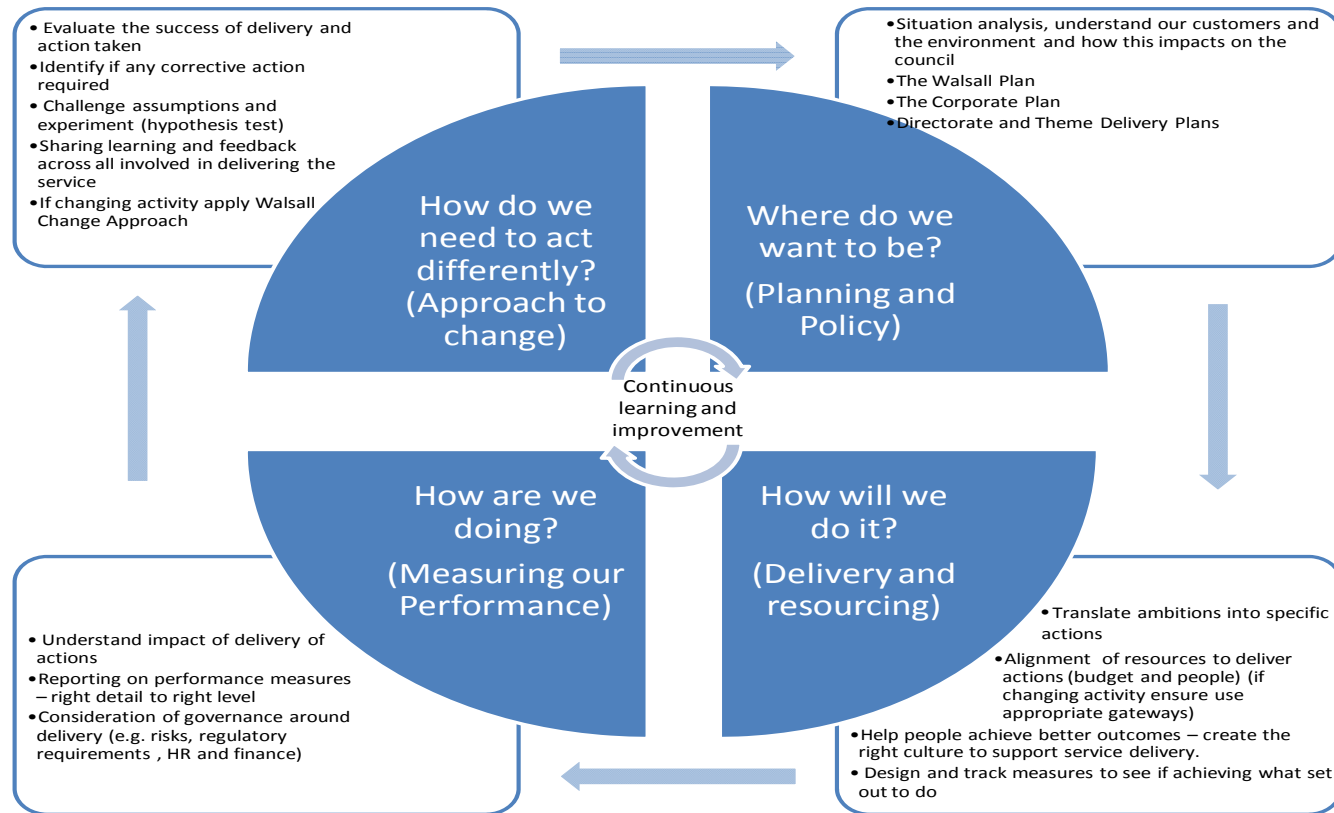 • Evaluate the success of delivery and
action taken
•Identify if any corrective action
required
• Challenge assumptions and
experiment (hypothesis test)
•Sharing learning and feedback
across all involved in delivering the
service
•If changing activity apply Walsall
Change Approach
•Situation analysis, understand our customers and
the environment and how this impacts on the
council
•The Walsall Plan
•The Corporate Plan
•Directorate and Theme Delivery Plans
How do we
need to act
differently?
(Approach to
change)
Where do we
want to be?
(Planning and
Policy)
Continuous
learning and
improvement
How are we
doing?
(Measuring our
Performance)
How will we
do it?
(Delivery and
resourcing)
• Understand impact of delivery of
actions
•Reporting on performance measures
– right detail to right level
•Consideration of governance around
delivery (e.g. risks, regulatory
requirements , HR and finance)
• Translate ambitions into specific
actions
•Alignment of resources to deliver
actions (budget and people) (if
changing activity ensure use
appropriate gateways)
•Help people achieve better outcomes – create the
right culture to support service delivery.
• Design and track measures to see if achieving what set
out to do